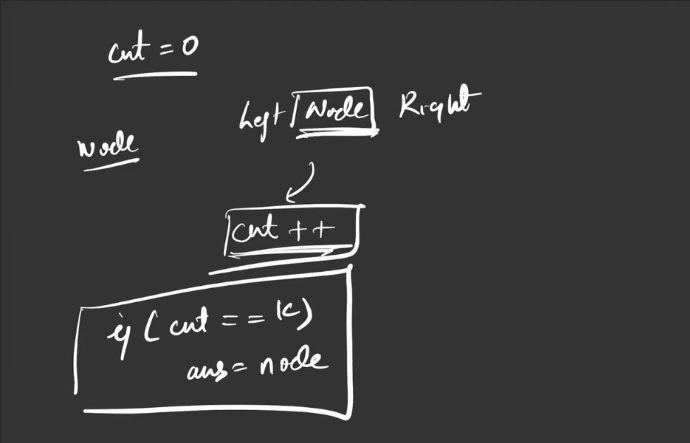 cnt = 0
Left Node Right
Node
cnt ++
if ( cnt == k)
ans = node